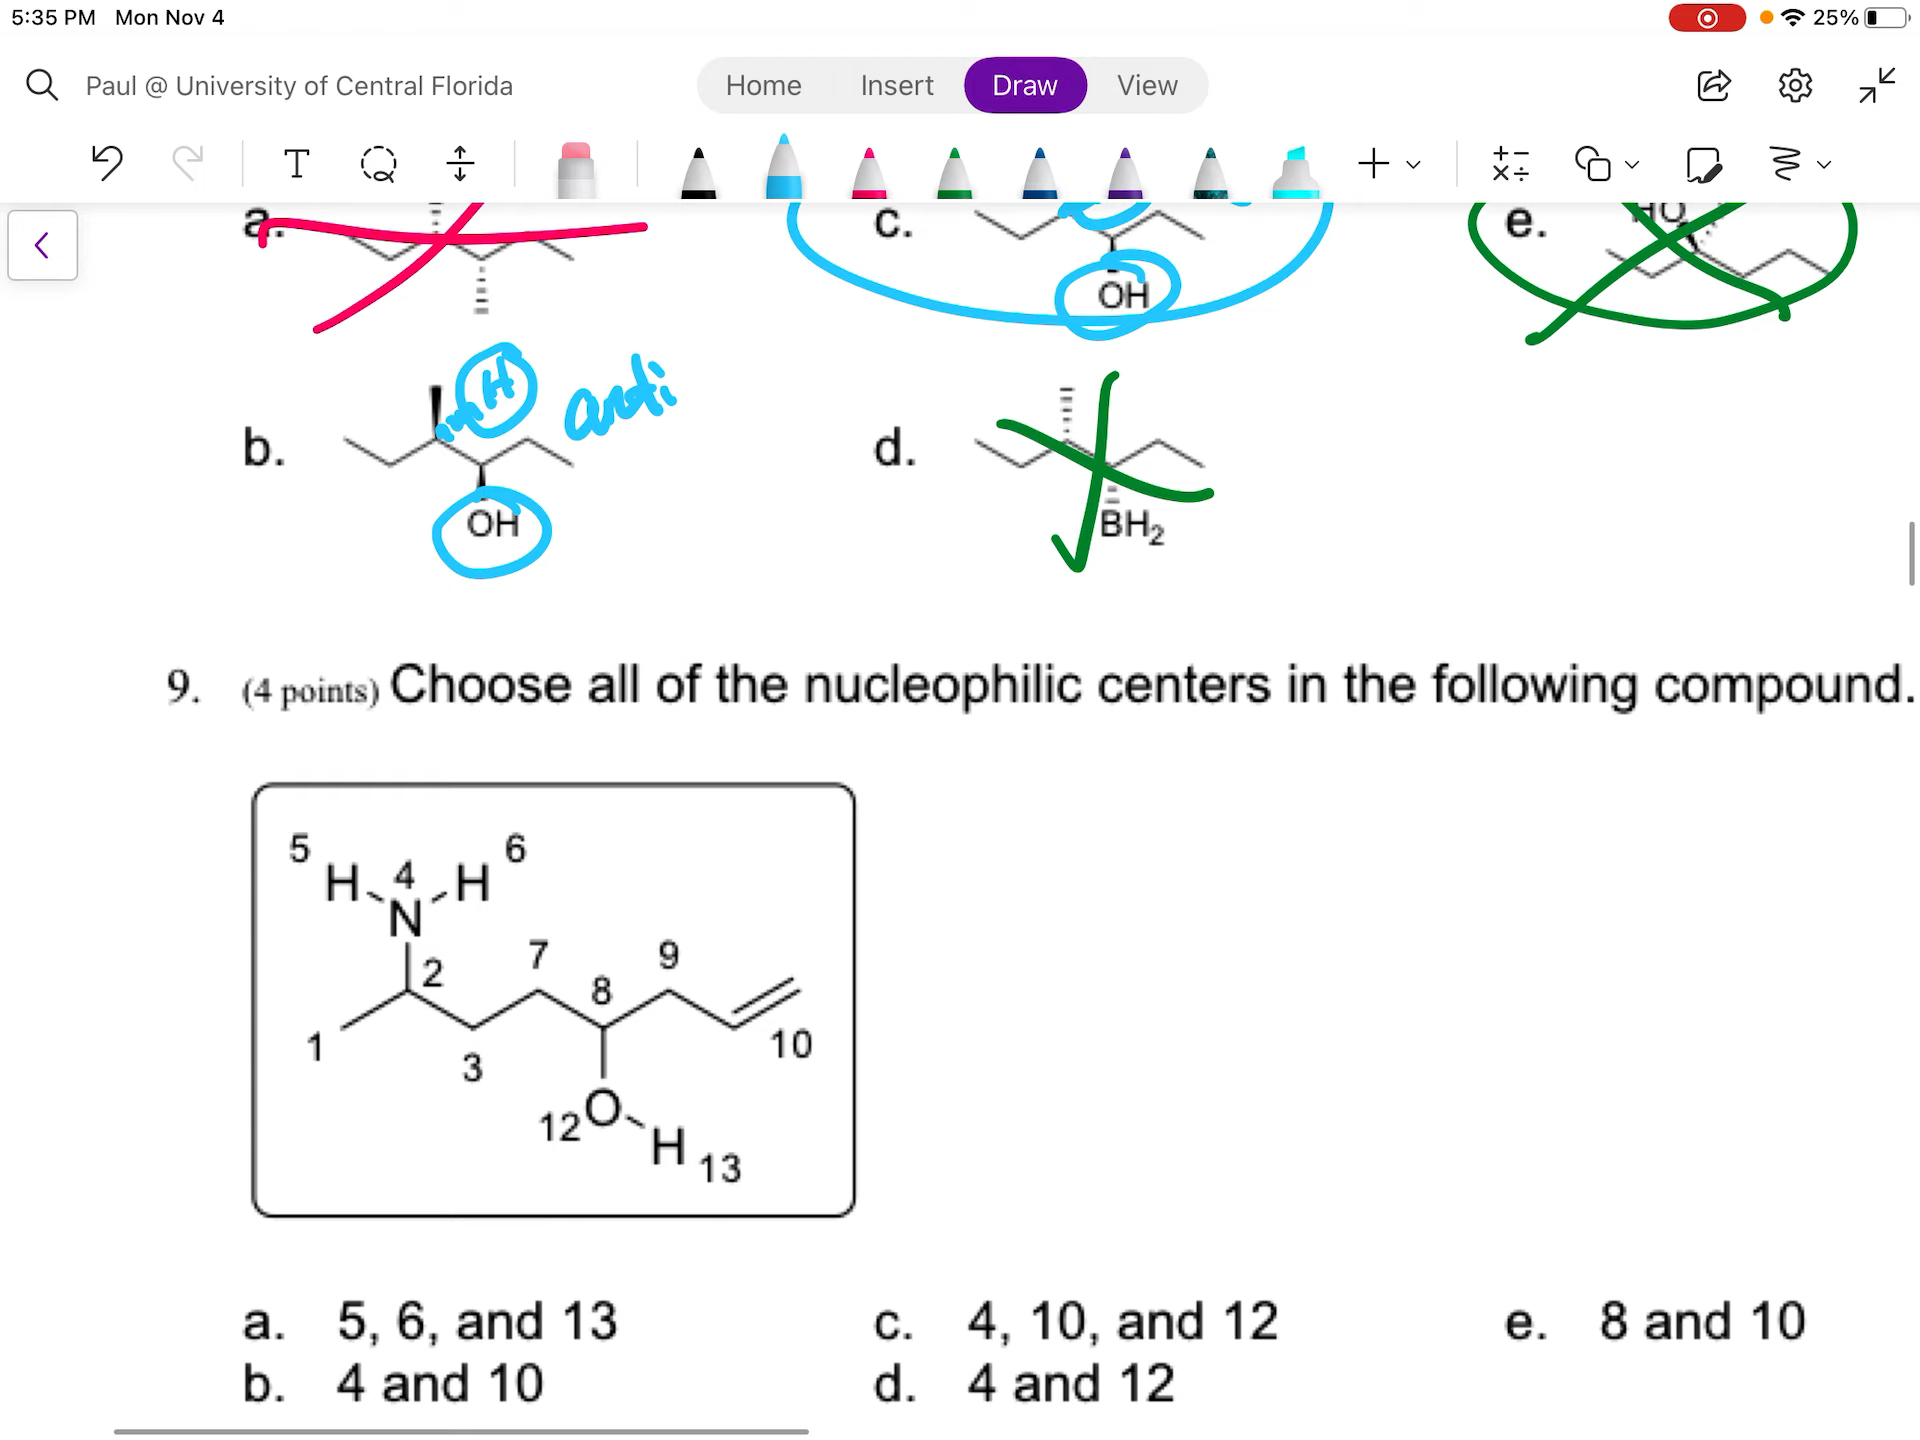 5:35 PM Mon Nov 4
25%
Paul @ University of Central Florida
Home Insert Draw View
T
a.
c.
OH
e. HO
b.
H
anti
OH
d.
BH2
9. (4 points) Choose all of the nucleophilic centers in the following compound.
5 6
H 4 H
N
2 7 9
8
1 3 10
12 O
H 13
a. 5, 6, and 13
c. 4, 10, and 12
e. 8 and 10
b. 4 and 10
d. 4 and 12